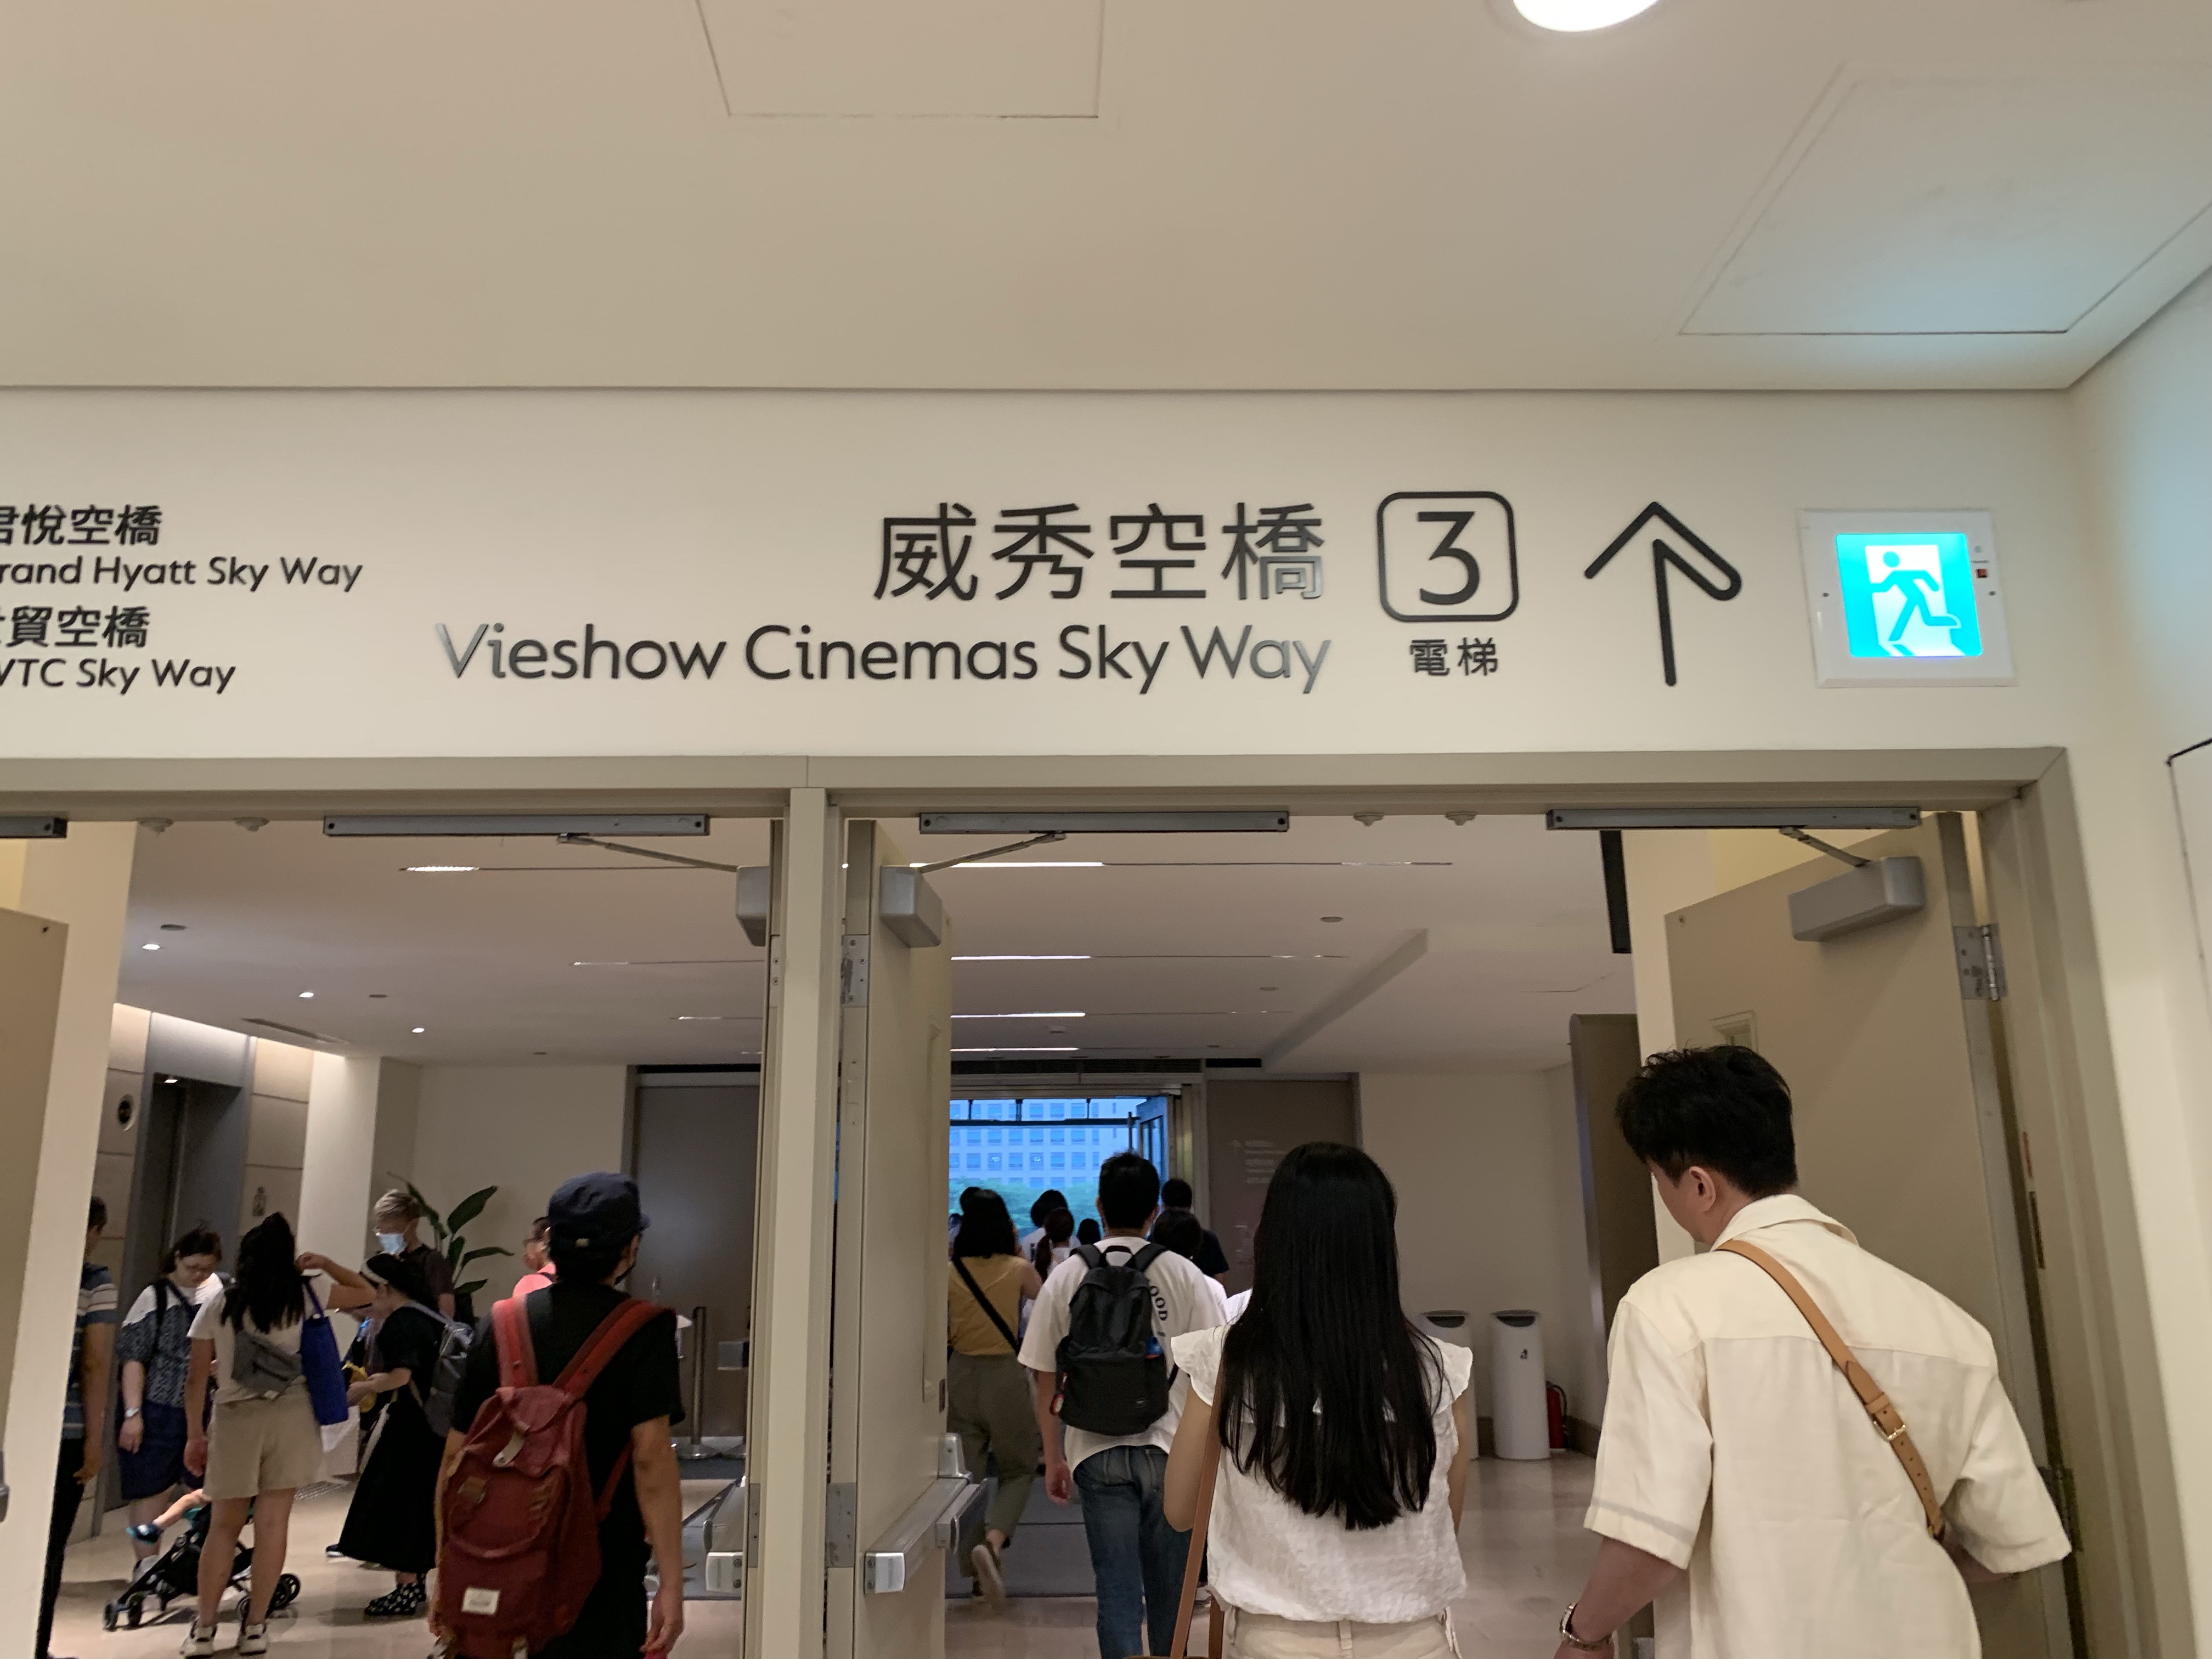 悅空橋
rand Hyatt Sky Way
貿空橋
WTC Sky Way
威秀空橋
Vieshow Cinemas Sky Way
3
電梯